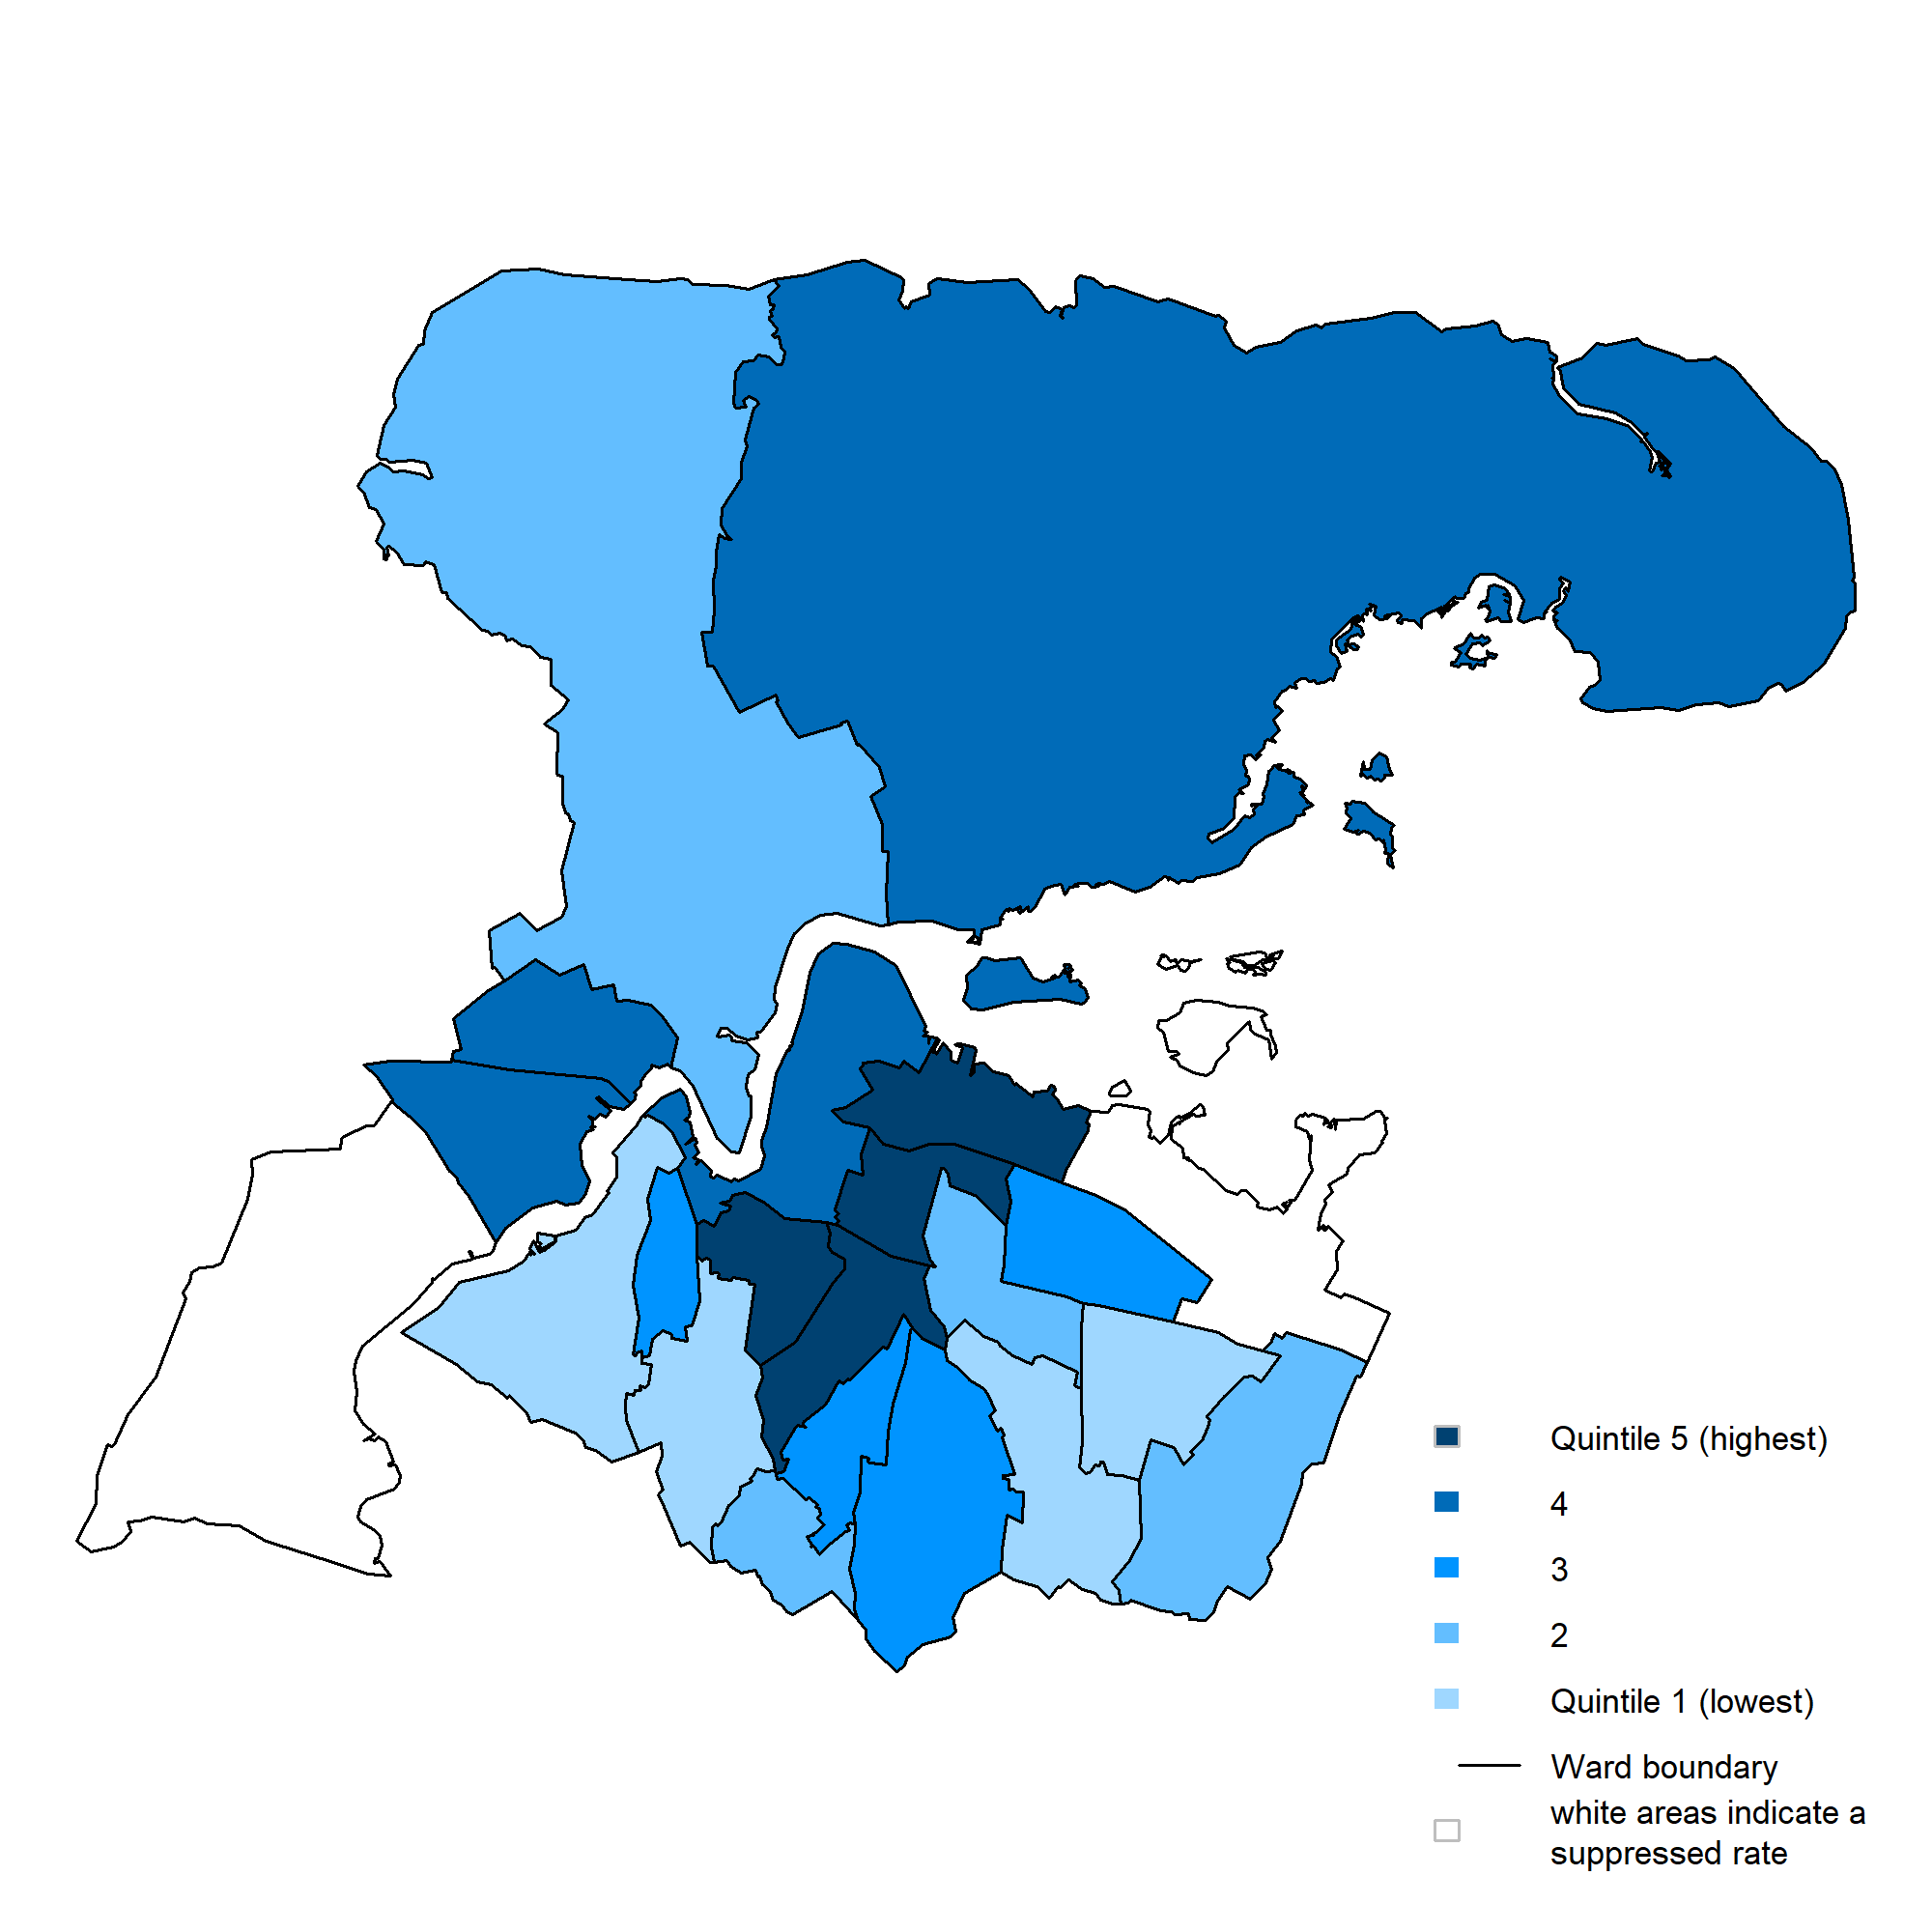 Quintile 5 (highest)
4
3
2
Quintile 1 (lowest)
Ward boundary
white areas indicate a
suppressed rate